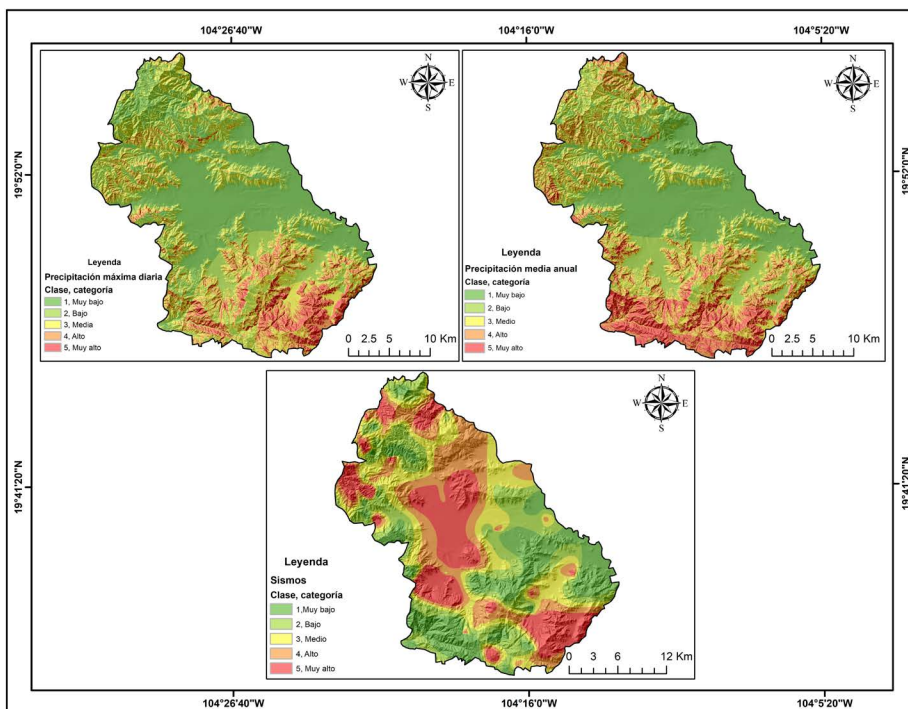 104°26'40"W 104°16'0"W 104°5'20"W
19°52'0"N
19°52'0"N
N
W E
S
Leyenda
Precipitación máxima diaria
Clase, categoría
1, Muy bajo
2, Bajo
3, Media
4, Alto
5, Muy alto
0 2.5 5 10 Km
N
W E
S
Leyenda
Precipitación media anual
Clase, categoría
1, Muy bajo
2, Bajo
3, Medio
4, Alto
5, Muy alto
0 2.5 5 10 Km
19°41'20"N
19°41'20"N
N
W E
S
Leyenda
Sismos
Clase, categoría
1,Muy bajo
2, Bajo
3, Medio
4, Alto
5, Muy alto
0 3 6 12 Km
104°26'40"W 104°16'0"W 104°5'20"W